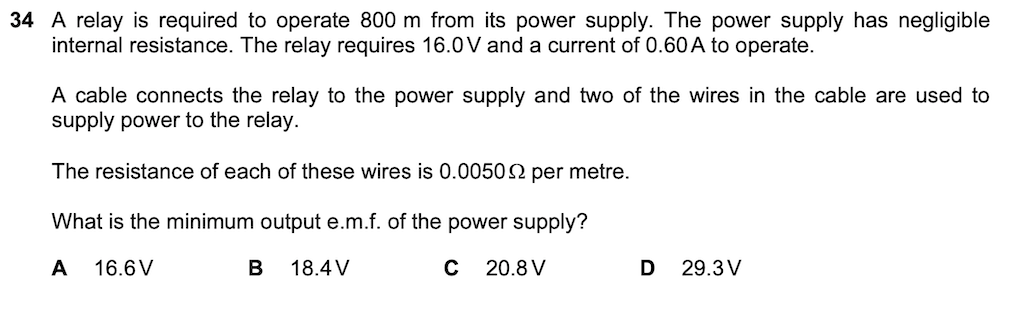 34 A relay is required to operate 800 m from its power supply. The power supply has negligible
internal resistance. The relay requires 16.0 V and a current of 0.60 A to operate.
A cable connects the relay to the power supply and two of the wires in the cable are used to
supply power to the relay.
The resistance of each of these wires is 0.0050 Ω per metre.
What is the minimum output e.m.f. of the power supply?
A 16.6 V B 18.4 V C 20.8 V D 29.3 V